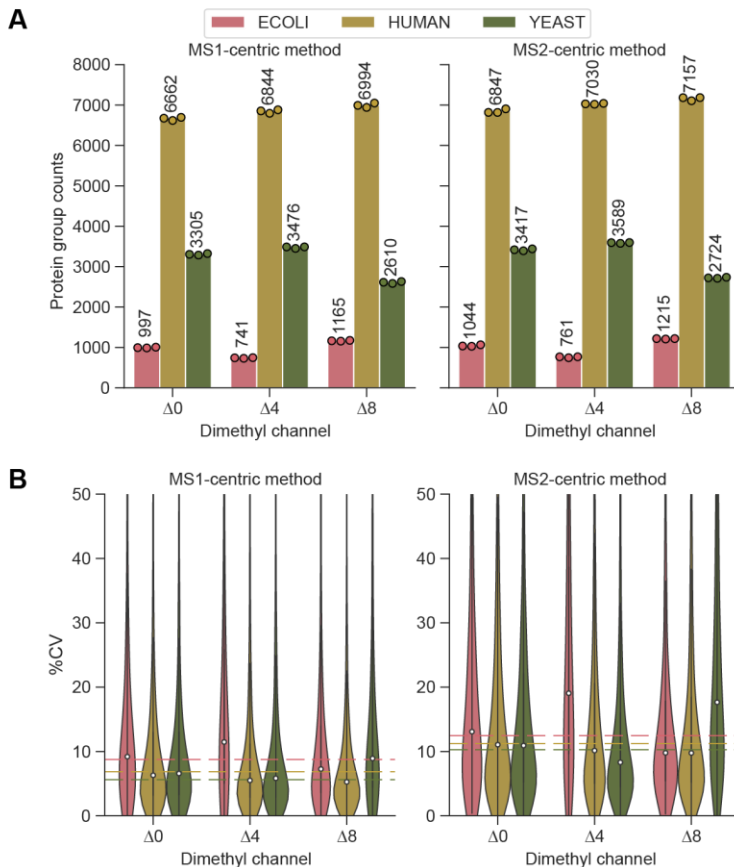 A
ECOLI HUMAN YEAST
MS1-centric method
8000
7000
6000
5000
4000
3000
2000
1000
0
Protein group counts
997
6662
3305
741
6844
3476
1165
6994
2610
Δ0 Δ4 Δ8
Dimethyl channel
MS2-centric method
1044
6847
3417
761
7030
3589
1215
7157
2724
Δ0 Δ4 Δ8
Dimethyl channel
B
MS1-centric method
50
40
30
20
10
0
%CV
Δ0 Δ4 Δ8
Dimethyl channel
MS2-centric method
50
40
30
20
10
0
Δ0 Δ4 Δ8
Dimethyl channel